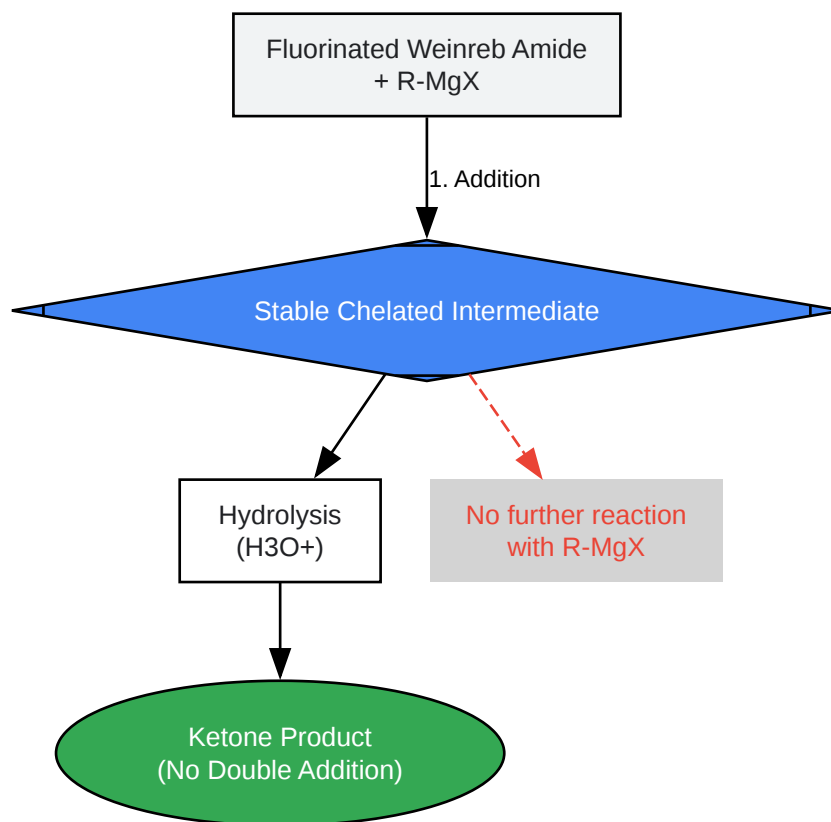 Fluorinated Weinreb Amide
+ R-MgX
1. Addition
Stable Chelated Intermediate
Hydrolysis
(H3O+)
No further reaction
with R-MgX
Ketone Product
(No Double Addition)